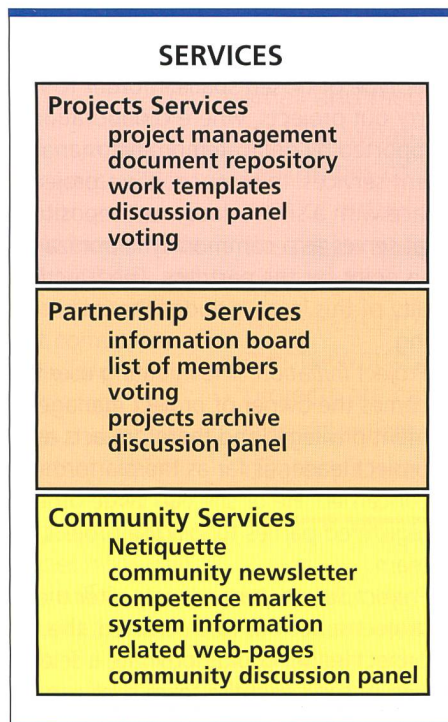 SERVICES
Projects Services
project management
document repository
work templates
discussion panel
voting
Partnership Services
information board
list of members
voting
projects archive
discussion panel
Community Services
Netiquette
community newsletter
competence market
system information
related web-pages
community discussion panel